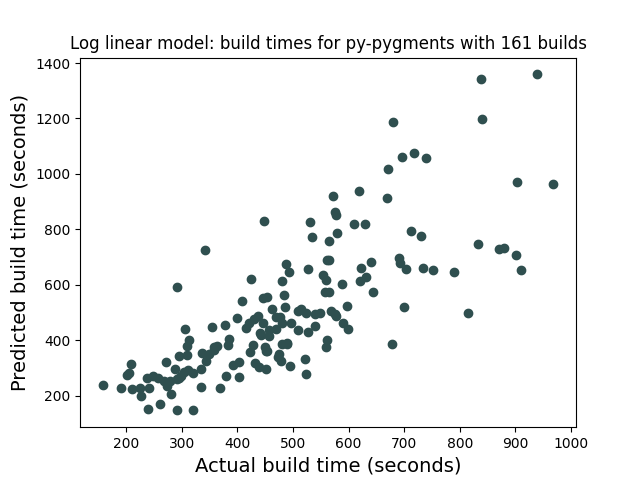 Log linear model: build times for py-pygments with 161 builds
1400
1200
1000
800
600
400
200
Predicted build time (seconds)
200 300 400 500 600 700 800 900 1000
Actual build time (seconds)